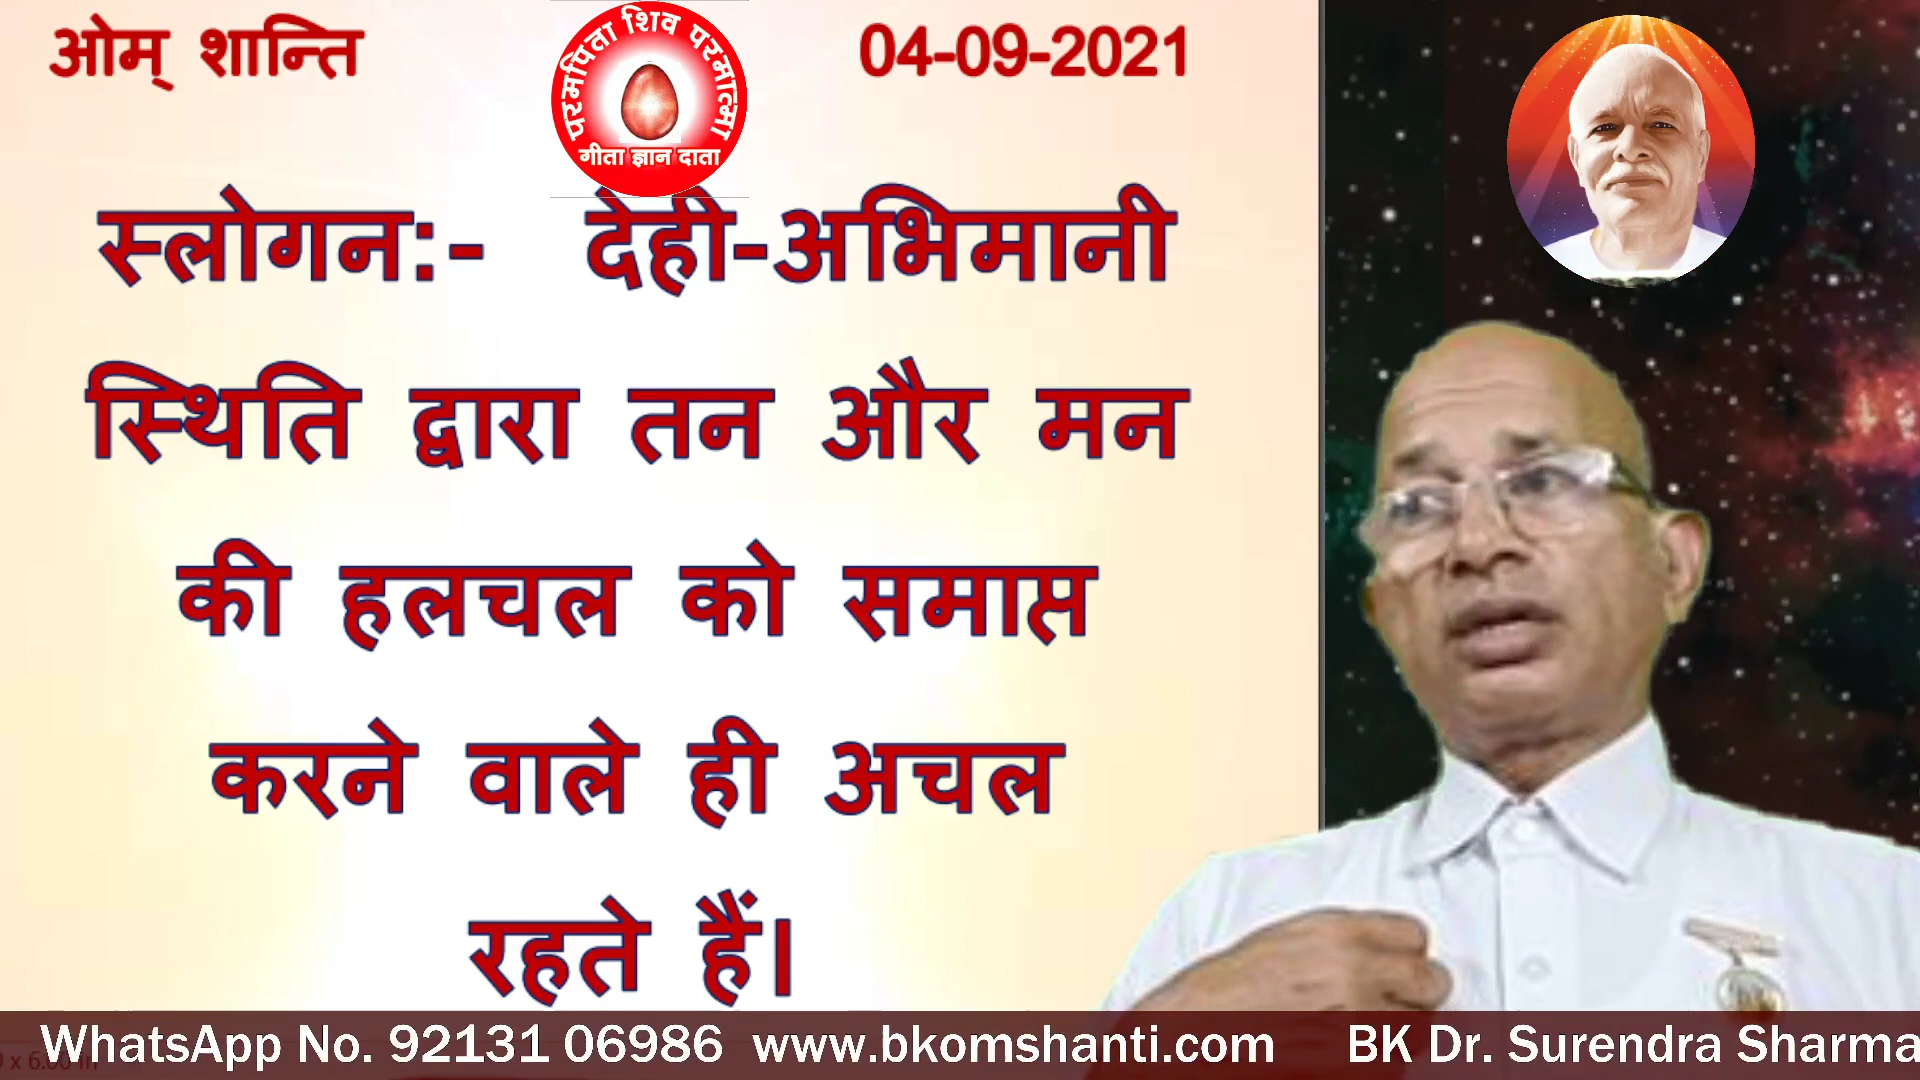 ओम् शान्ति
परमपिता शिव परमात्मा
गीता ज्ञान दाता
04-09-2021
स्लोगन:- देही-अभिमानी
स्थिति द्वारा तन और मन
की हलचल को समाप्त
करने वाले ही अचल
रहते हैं।
WhatsApp No. 92131 06986 www.bkomshanti.com BK Dr. Surendra Sharma